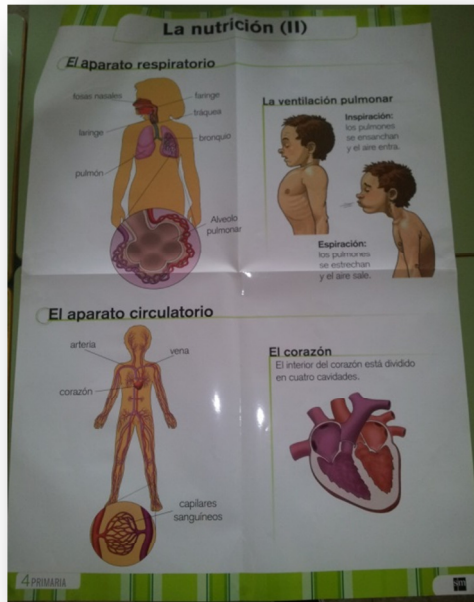 La nutrición (II)
El aparato respiratorio
fosas nasales
faringe
tráquea
laringe
bronquio
pulmón
Alveolo
pulmonar
La ventilación pulmonar
Inspiración:
los pulmones
se ensanchan
y el aire entra.
Espiración:
los pulmones
se estrechan
y el aire sale.
El aparato circulatorio
arteria
vena
corazón
capilares
sanguíneos
El corazón
El interior del corazón está dividido
en cuatro cavidades.
4 PRIMARIA
sm